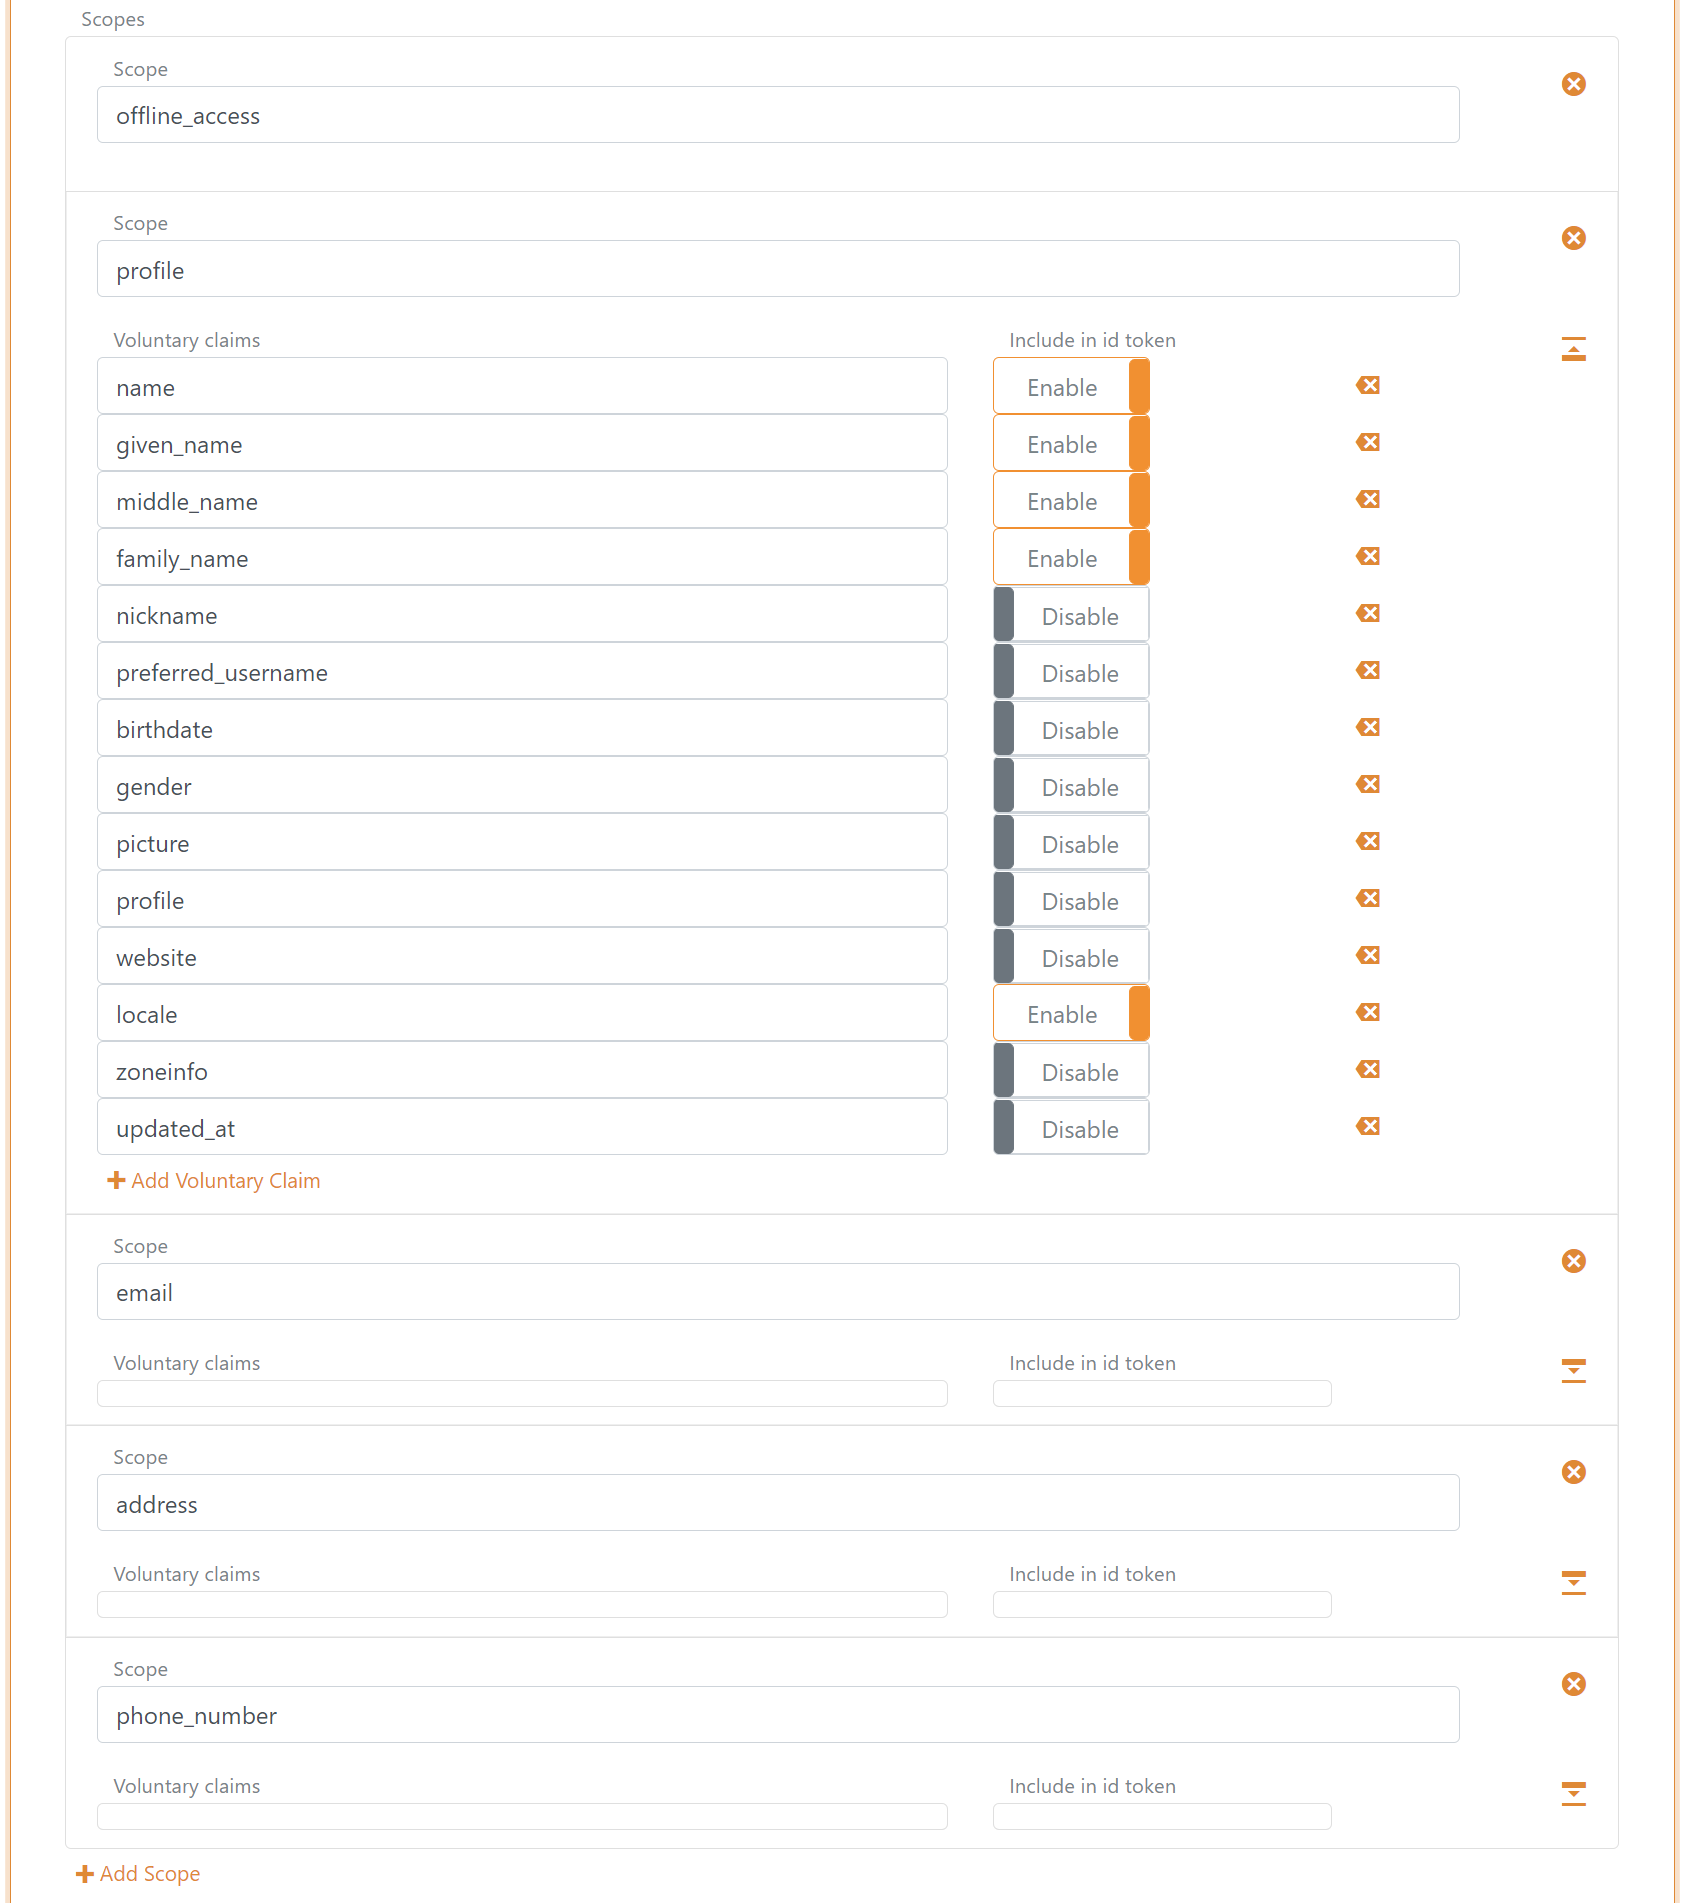 Scopes
Scope
offline_access
Scope
profile
Voluntary claims Include in id token
name Enable
given_name Enable
middle_name Enable
family_name Enable
nickname Disable
preferred_username Disable
birthdate Disable
gender Disable
picture Disable
profile Disable
website Disable
locale Enable
zoneinfo Disable
updated_at Disable
Add Voluntary Claim
Scope
email
Voluntary claims Include in id token
Scope
address
Voluntary claims Include in id token
Scope
phone_number
Voluntary claims Include in id token
Add Scope